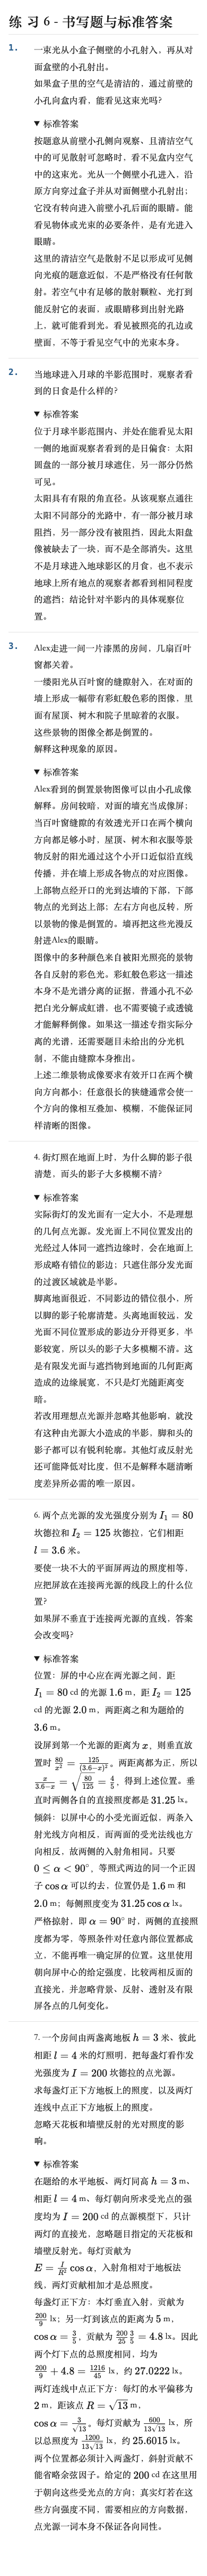 练 习 6 - 书写题与标准答案
1.
一束光从小盒子侧壁的小孔射入，再从对
面盒壁的小孔射出。
如果盒子里的空气是清洁的，通过前壁的
小孔向盒内看，能看见这束光吗？
▼ 标准答案
按题意从前壁小孔侧向观察、且清洁空气
中的可见散射可忽略时，看不见盒内空气
中的这束光。光从一个侧壁小孔进入，沿
原方向穿过盒子并从对面侧壁小孔射出；
它没有转向进入前壁小孔后面的眼睛。能
看见物体或光束的必要条件，是有光进入
眼睛。
这里的清洁空气是散射不足以形成可见侧
向光痕的题意近似，不是严格没有任何散
射。若空气中有足够的散射颗粒、光打到
能反射它的表面，或眼睛移到出射光路
上，就可能看到光。看见被照亮的孔边或
壁面，不等于看见空气中的光束本身。
2.
当地球进入月球的半影范围时，观察者看
到的日食是什么样的？
▼ 标准答案
位于月球半影范围内、并处在能看见太阳
一侧的地面观察者看到的是日偏食：太阳
圆盘的一部分被月球遮住，另一部分仍然
可见。
太阳具有有限的角直径。从该观察点通往
太阳不同部分的光路中，有一部分被月球
阻挡，另一部分没有被阻挡，因此太阳盘
像被缺去了一块，而不是全部消失。这里
不是月球进入地球影区的月食，也不表示
地球上所有地点的观察者都看到相同程度
的遮挡；结论针对半影内的具体观察位
置。
3.
Alex走进一间一片漆黑的房间，几扇百叶
窗都关着。
一缕阳光从百叶窗的缝隙射入，在对面的
墙上形成一幅带有彩虹般色彩的图像，里
面有屋顶、树木和院子里晾着的衣服。
这些景物的图像全都是倒置的。
解释这种现象的原因。
▼ 标准答案
Alex看到的倒置景物图像可以由小孔成像
解释。房间较暗，对面的墙充当成像屏；
当百叶窗缝隙的有效透光开口在两个横向
方向都足够小时，屋顶、树木和衣服等景
物反射的阳光通过这个小开口近似沿直线
传播，并在墙上形成各物点的对应图像。
上部物点经开口的光到达墙的下部，下部
物点的光到达上部；左右方向也反转，所
以景物的像是倒置的。墙再把这些光漫反
射进Alex的眼睛。
图像中的多种颜色来自被阳光照亮的景物
各自反射的彩色光。彩虹般色彩这一描述
本身不是光谱分离的证据，普通小孔不必
把白光分解成虹谱，也不需要镜子或透镜
才能解释倒像。如果这一描述专指实际分
离的光谱，还需要题目未给出的分光机
制，不能由缝隙本身推出。
上述二维景物成像要求有效开口在两个横
向方向都小；任意很长的狭缝通常会使一
个方向的像相互叠加、模糊，不能保证同
样清晰的图像。
4. 街灯照在地面上时，为什么脚的影子很
清楚，而头的影子大多模糊不清？
▼ 标准答案
实际街灯的发光面有一定大小，不是理想
的几何点光源。发光面上不同位置发出的
光经过人体同一遮挡边缘时，会在地面上
形成略有错位的影边；只遮住部分发光面
的过渡区域就是半影。
脚离地面很近，不同影边的错位很小，所
以脚的影子轮廓清楚。头离地面较远，发
光面不同位置形成的影边分开得更多，半
影较宽，所以头的影子大多模糊不清。这
是有限发光面与遮挡物到地面的几何距离
造成的边缘展宽，不只是灯光随距离变
暗。
若改用理想点光源并忽略其他影响，就没
有这种由光源大小造成的半影，脚和头的
影子都可以有锐利轮廓。其他灯或反射光
还可能降低对比度，但不是解释本题清晰
度差异所必需的唯一原因。
6. 两个点光源的发光强度分别为 I₁ = 80
坎德拉和 I₂ = 125 坎德拉，它们相距
l = 3.6 米。
要使一块不大的平面屏两边的照度相等，
应把屏放在连接两光源的线段上的什么位
置？
如果屏不垂直于连接两光源的直线，答案
会改变吗？
▼ 标准答案
位置：屏的中心应在两光源之间，距
I₁ = 80 cd 的光源 1.6 m，距 I₂ = 125
cd 的光源 2.0 m，两距离之和为题给的
3.6 m。
设屏到第一个光源的距离为 x，则垂直放
置时 80/x² = 125/(3.6−x)²。两距离都为正，所以
x/(3.6−x) = √(80/125) = 4/5，得到上述位置。垂
直时两侧各自的直接照度都是 31.25 lx。
倾斜：以屏中心的小受光面近似，两条入
射光线方向相反，而两面的受光法线也方
向相反，故两侧的入射角相同。只要
0 ≤ α < 90°，等照式两边的同一个正因
子 cos α 可以约去，位置仍是 1.6 m 和
2.0 m；每侧照度变为 31.25 cos α lx。
严格掠射，即 α = 90° 时，两侧的直接照
度都为零，等照条件对任意内部位置都成
立，不能再唯一确定屏的位置。这里使用
朝向屏中心的给定强度，比较两相反面的
直接光，并忽略背景、反射、透射及有限
屏各点的几何变化。
7. 一个房间由两盏离地板 h = 3 米、彼此
相距 l = 4 米的灯照明，把每盏灯看作发
光强度为 I = 200 坎德拉的点光源。
求每盏灯正下方地板上的照度，以及两灯
连线中点正下方地板上的照度。
忽略天花板和墙壁反射的光对照度的影
响。
▼ 标准答案
在题给的水平地板、两灯同高 h = 3 m、
相距 l = 4 m、每灯朝向所求受光点的强
度均为 I = 200 cd 的点源模型下，只计
两灯的直接光，忽略题目指定的天花板和
墙壁反射光。每灯贡献为
E = I/R² cos α，入射角相对于地板法
线，两灯贡献相加才是总照度。
每盏灯正下方：本灯垂直入射，贡献为
200/9 lx；另一灯到该点的距离为 5 m，
cos α = 3/5，贡献为 200/25 3/5 = 4.8 lx。因此
两个灯下点的总照度相同，均为
200/9 + 4.8 = 1216/45 lx，约 27.0222 lx。
两灯连线中点正下方：每灯的水平偏移为
2 m，距该点 R = √13 m，
cos α = 3/√13。每灯贡献为 600/(13√13) lx，所
以总照度为 1200/(13√13) lx，约 25.6015 lx。
两个位置都必须计入两盏灯，斜射贡献不
能省略余弦因子。给定的 200 cd 在这里用
于朝向这些受光点的方向；真实灯若在这
些方向强度不同，需要相应的方向数据，
点光源一词本身不保证各向同性。